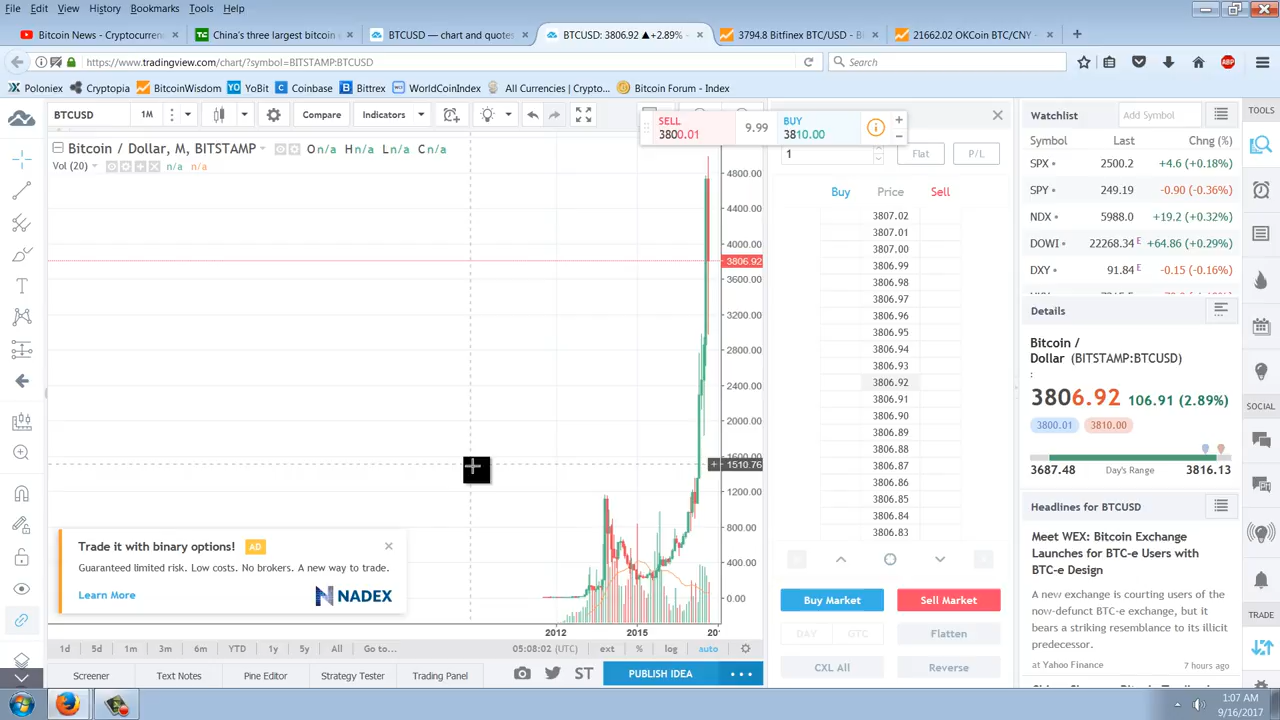 File Edit View History Bookmarks Tools Help
Bitcoin News - Cryptocurrenc
China's three largest bitcoin e
BTCUSD — chart and quotes
BTCUSD: 3806.92 ▲+2.89%
3794.8 Bitfinex BTC/USD - Bi
21662.02 OKCoin BTC/CNY -
https://www.tradingview.com/chart/?symbol=BITSTAMP:BTCUSD
Search
ABP
Poloniex Cryptopia BitcoinWisdom YoBit Coinbase Bittrex WorldCoinIndex All Currencies | Crypto... Bitcoin Forum - Index
BTCUSD 1M Compare Indicators
SELL 3800.01 9.99 BUY 3810.00
Bitcoin / Dollar, M, BITSTAMP O n/a H n/a L n/a C n/a
Vol (20) n/a n/a
4800.00
4400.00
4000.00
3806.92
3600.00
3200.00
2800.00
2400.00
2000.00
1510.76
1200.00
800.00
400.00
0.00
2012 2015
Trade it with binary options! AD
Guaranteed limited risk. Low costs. No brokers. A new way to trade.
Learn More NADEX
1d 5d 1m 3m 6m YTD 1y 5y All Go to... 05:08:02 (UTC) ext % log auto
Screener Text Notes Pine Editor Strategy Tester Trading Panel
ST PUBLISH IDEA
1 Flat P/L
Buy Price Sell
3807.02
3807.01
3807.00
3806.99
3806.98
3806.97
3806.96
3806.95
3806.94
3806.93
3806.92
3806.91
3806.90
3806.89
3806.88
3806.87
3806.86
3806.85
3806.84
3806.83
Buy Market Sell Market
DAY GTC Flatten
CXL All Reverse
Watchlist Add Symbol
Symbol Last Chng (%)
SPX 2500.2 +4.6 (+0.18%)
SPY 249.19 -0.90 (-0.36%)
NDX 5988.0 +19.2 (+0.32%)
DOWI 22268.34 E +64.86 (+0.29%)
DXY 91.84 E -0.15 (-0.16%)
Details
Bitcoin /
Dollar (BITSTAMP:BTCUSD)
:
3806.92 106.91 (2.89%)
3800.01 3810.00
3687.48 Day's Range 3816.13
Headlines for BTCUSD
Meet WEX: Bitcoin Exchange
Launches for BTC-e Users with
BTC-e Design
A new exchange is courting users of the
now-defunct BTC-e exchange, but it
bears a striking resemblance to its illicit
predecessor.
at Yahoo Finance 7 hours ago
TOOLS
SOCIAL
TRADE
1:07 AM
9/16/2017